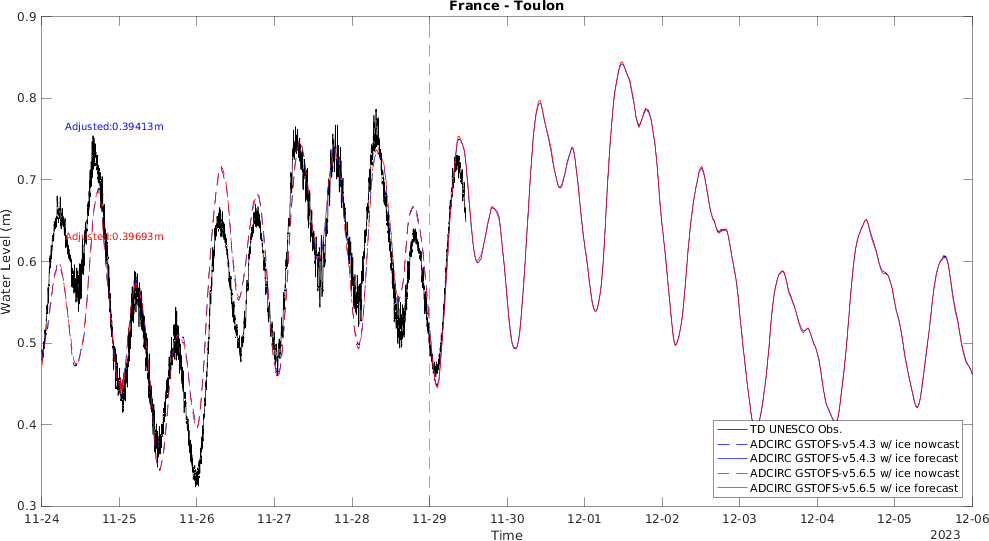 France - Toulon
0.9
0.8
0.7
0.6
0.5
0.4
0.3
Water Level (m)
Adjusted:0.39413m
Adjusted:0.39693m
TD UNESCO Obs.
ADCIRC GSTOFS-v5.4.3 w/ ice nowcast
ADCIRC GSTOFS-v5.4.3 w/ ice forecast
ADCIRC GSTOFS-v5.6.5 w/ ice nowcast
ADCIRC GSTOFS-v5.6.5 w/ ice forecast
11-24 11-25 11-26 11-27 11-28 11-29 11-30 12-01 12-02 12-03 12-04 12-05 12-06
Time
2023